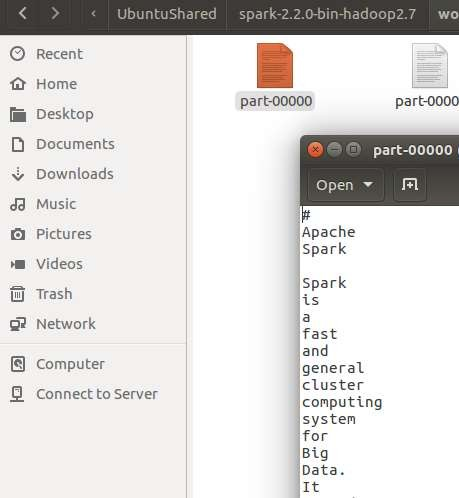 UbuntuShared spark-2.2.0-bin-hadoop2.7 wo
Recent
Home
Desktop
Documents
Downloads
Music
Pictures
Videos
Trash
Network
Computer
Connect to Server
part-00000 part-0000
part-00000
Open
#
Apache
Spark
Spark
is
a
fast
and
general
cluster
computing
system
for
Big
Data.
It